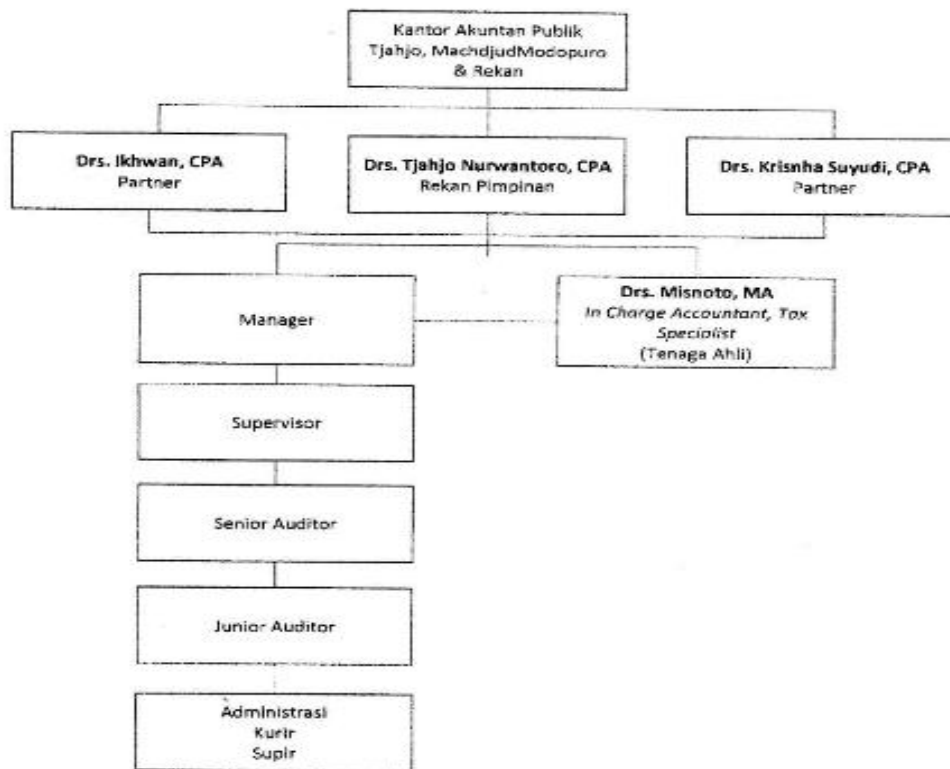 Kantor Akuntan Publik
Tjahjo, MachdjudModopuro
& Rekan
Drs. Ikhwan, CPA
Partner
Drs. Tjahjo Nurwantoro, CPA
Rekan Pimpinan
Drs. Krisnha Suyudi, CPA
Partner
Manager
Drs. Misnoto, MA
In Charge Accountant, Tax
Specialist
(Tenaga Ahli)
Supervisor
Senior Auditor
Junior Auditor
Administrasi
Kurir
Supir